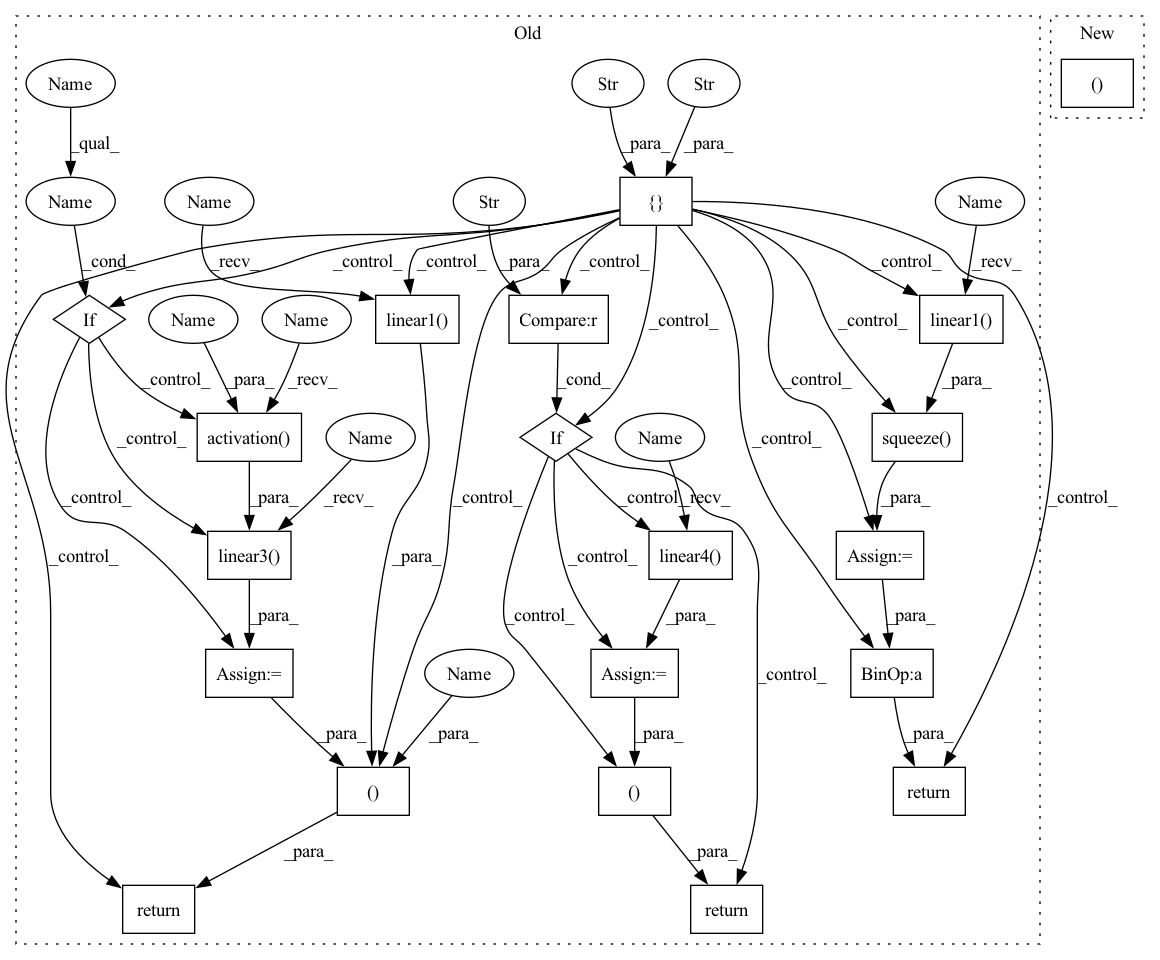 Old
New
Name
Str
Str
()
_qual_
_para_
_para_
Name
Name
Str
{}
Name
_cond_
_recv_
_control_
_control_
_para_
_control_
_control_
_recv_
If
Name
Name
linear1()
Compare:r
_control_
_control_
linear1()
_control_
_para_
_recv_
_cond_
_control_
_para_
activation()
Name
If
Name
squeeze()
_control_
_control_
_control_
_para_
_recv_
_control_
_control_
_recv_
_para_
_control_
linear3()
linear4()
Assign:=
_control_
_para_
_para_
_control_
_control_
_para_
_para_
Assign:=
Name
Assign:=
BinOp:a
_control_
_para_
_para_
_para_
_para_
()
()
return
_para_
_para_
return
return